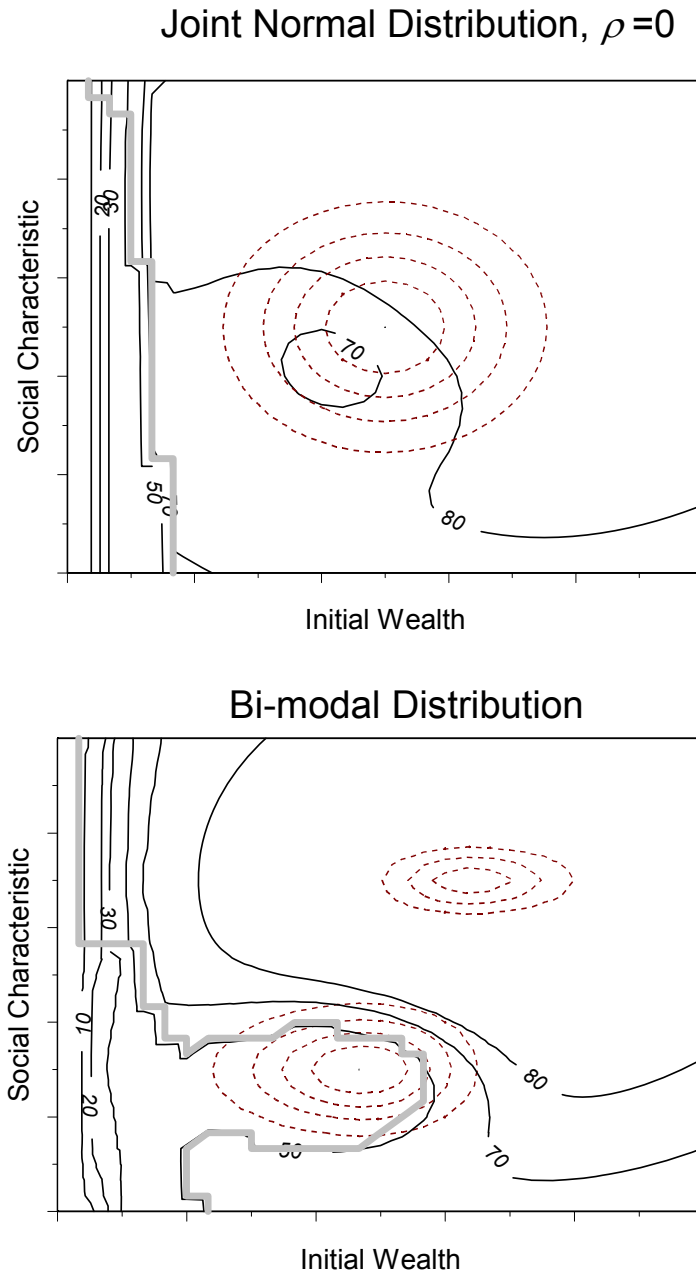 Joint Normal Distribution, ρ =0
Social Characteristic
20
30
70
50
80
Initial Wealth
Bi-modal Distribution
Social Characteristic
30
10
20
50
80
70
Initial Wealth